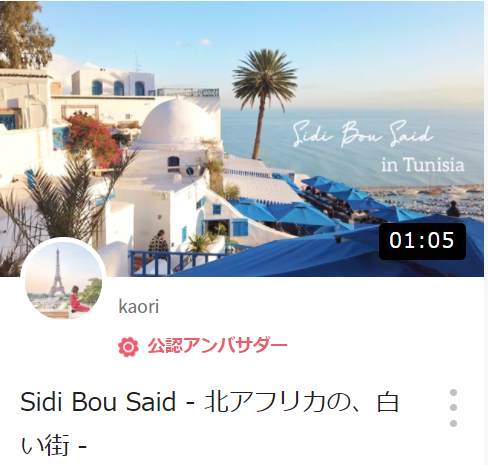 Sidi Bou Said
in Tunisia
01:05
kaori
公認アンバサダー
Sidi Bou Said - 北アフリカの、白
い街 -